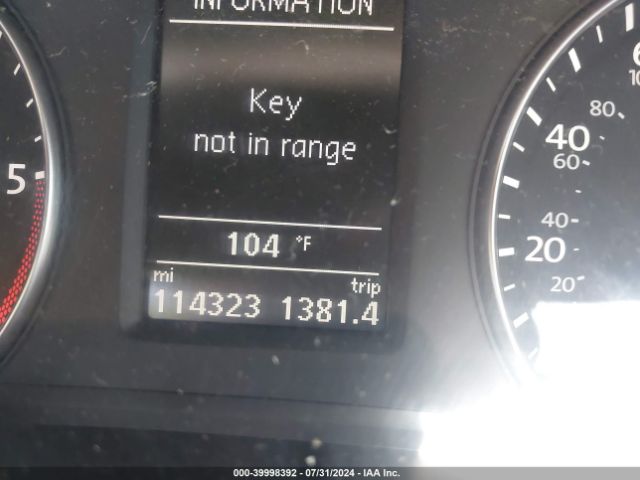 INFORMATION
Key
not in range
104 °F
mi trip
114323 1381.4
5
80
40
60
40
20
20
000-39998392 - 07/31/2024 - IAA Inc.